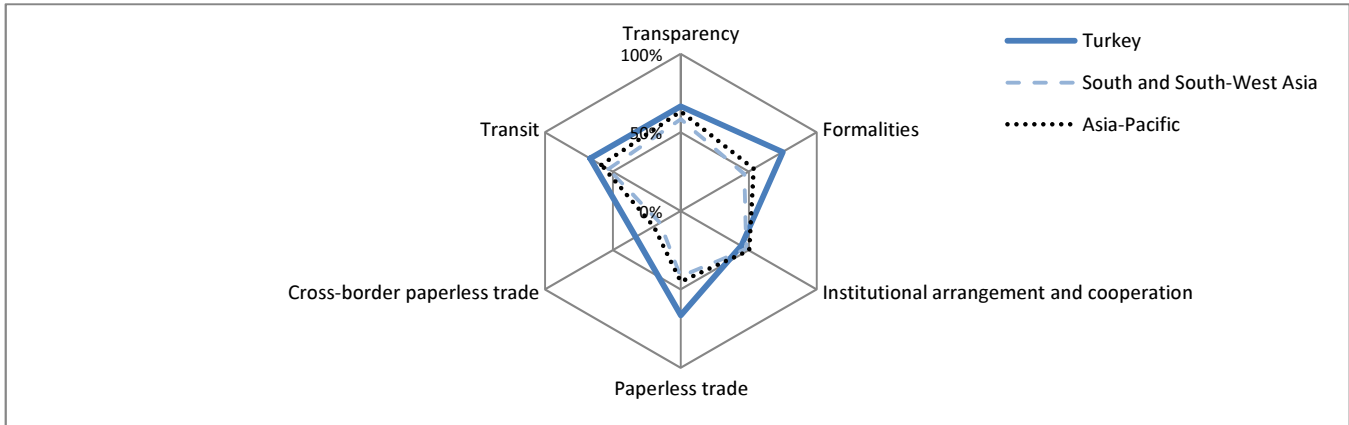 Transparency
100%
Turkey
South and South-West Asia
Asia-Pacific
Transit
50%
Formalities
0%
Cross-border paperless trade
Institutional arrangement and cooperation
Paperless trade